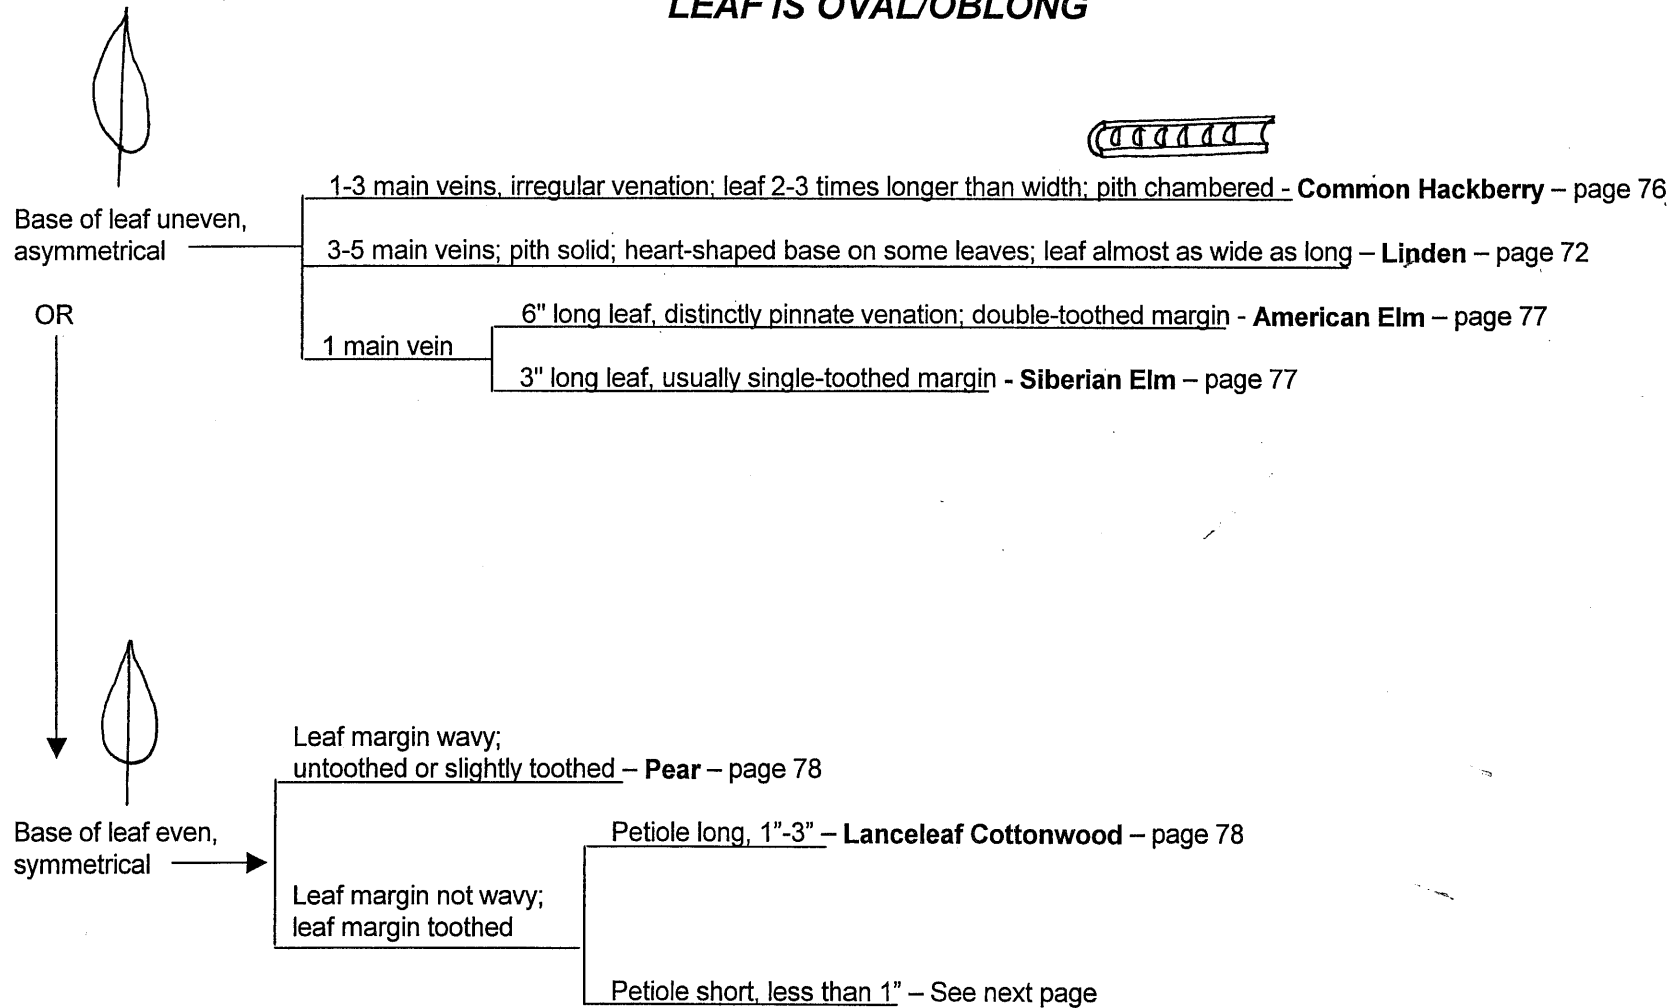 LEAF IS OVAL/OBLONG
1-3 main veins, irregular venation; leaf 2-3 times longer than width; pith chambered - Common Hackberry – page 76
Base of leaf uneven,
asymmetrical
3-5 main veins; pith solid; heart-shaped base on some leaves; leaf almost as wide as long – Linden – page 72
OR
6" long leaf, distinctly pinnate venation; double-toothed margin - American Elm – page 77
1 main vein
3" long leaf, usually single-toothed margin - Siberian Elm – page 77
Leaf margin wavy;
untoothed or slightly toothed – Pear – page 78
Base of leaf even,
symmetrical
Petiole long, 1”-3” – Lanceleaf Cottonwood – page 78
Leaf margin not wavy;
leaf margin toothed
Petiole short, less than 1” – See next page